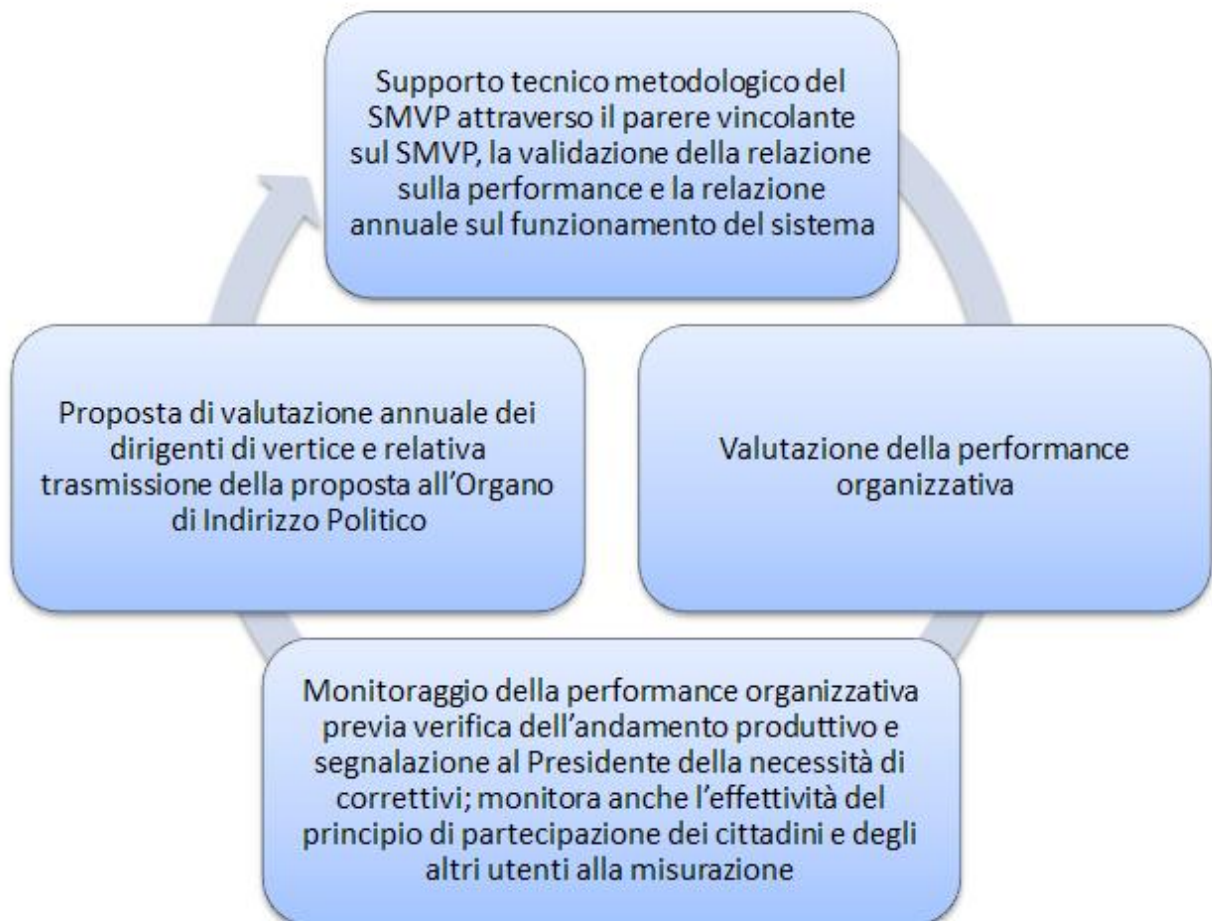 Supporto tecnico metodologico del
SMVP attraverso il parere vincolante
sul SMVP, la validazione della relazione
sulla performance e la relazione
annuale sul funzionamento del sistema
Valutazione della performance
organizzativa
Monitoraggio della performance organizzativa
previa verifica dell'andamento produttivo e
segnalazione al Presidente della necessità di
correttivi; monitora anche l'effettività del
principio di partecipazione dei cittadini e degli
altri utenti alla misurazione
Proposta di valutazione annuale dei
dirigenti di vertice e relativa
trasmissione della proposta all'Organo
di Indirizzo Politico